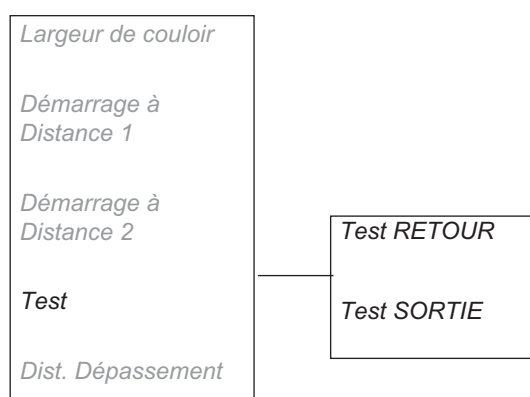 Largeur de couloir
Démarrage à
Distance 1
Démarrage à
Distance 2
Test
Dist. Dépassement
Test RETOUR
Test SORTIE